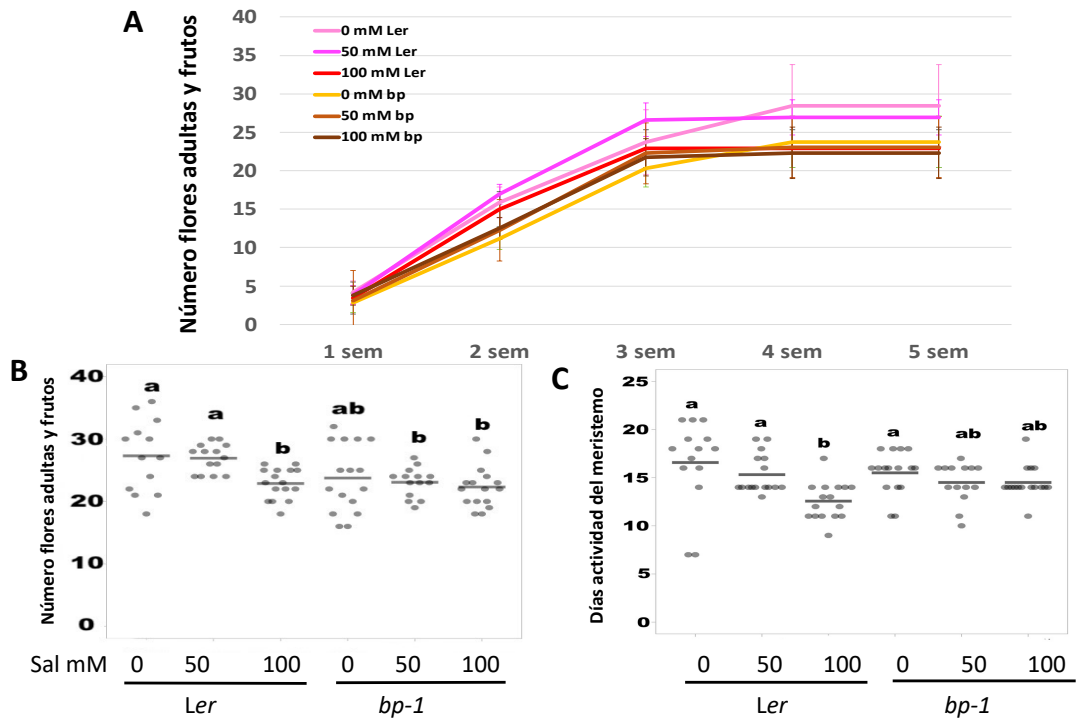 A
Número flores adultas y frutos
40
35
30
25
20
15
10
5
0
0 mM Ler
50 mM Ler
100 mM Ler
0 mM bp
50 mM bp
100 mM bp
1 sem 2 sem 3 sem 4 sem 5 sem
B
Número flores adultas y frutos
40
30
20
10
0
a a b ab b b
Sal mM 0 50 100 0 50 100
Ler bp-1
C
Días actividad del meristemo
25
20
15
10
5
0
a a b a ab ab
0 50 100 0 50 100
Ler bp-1